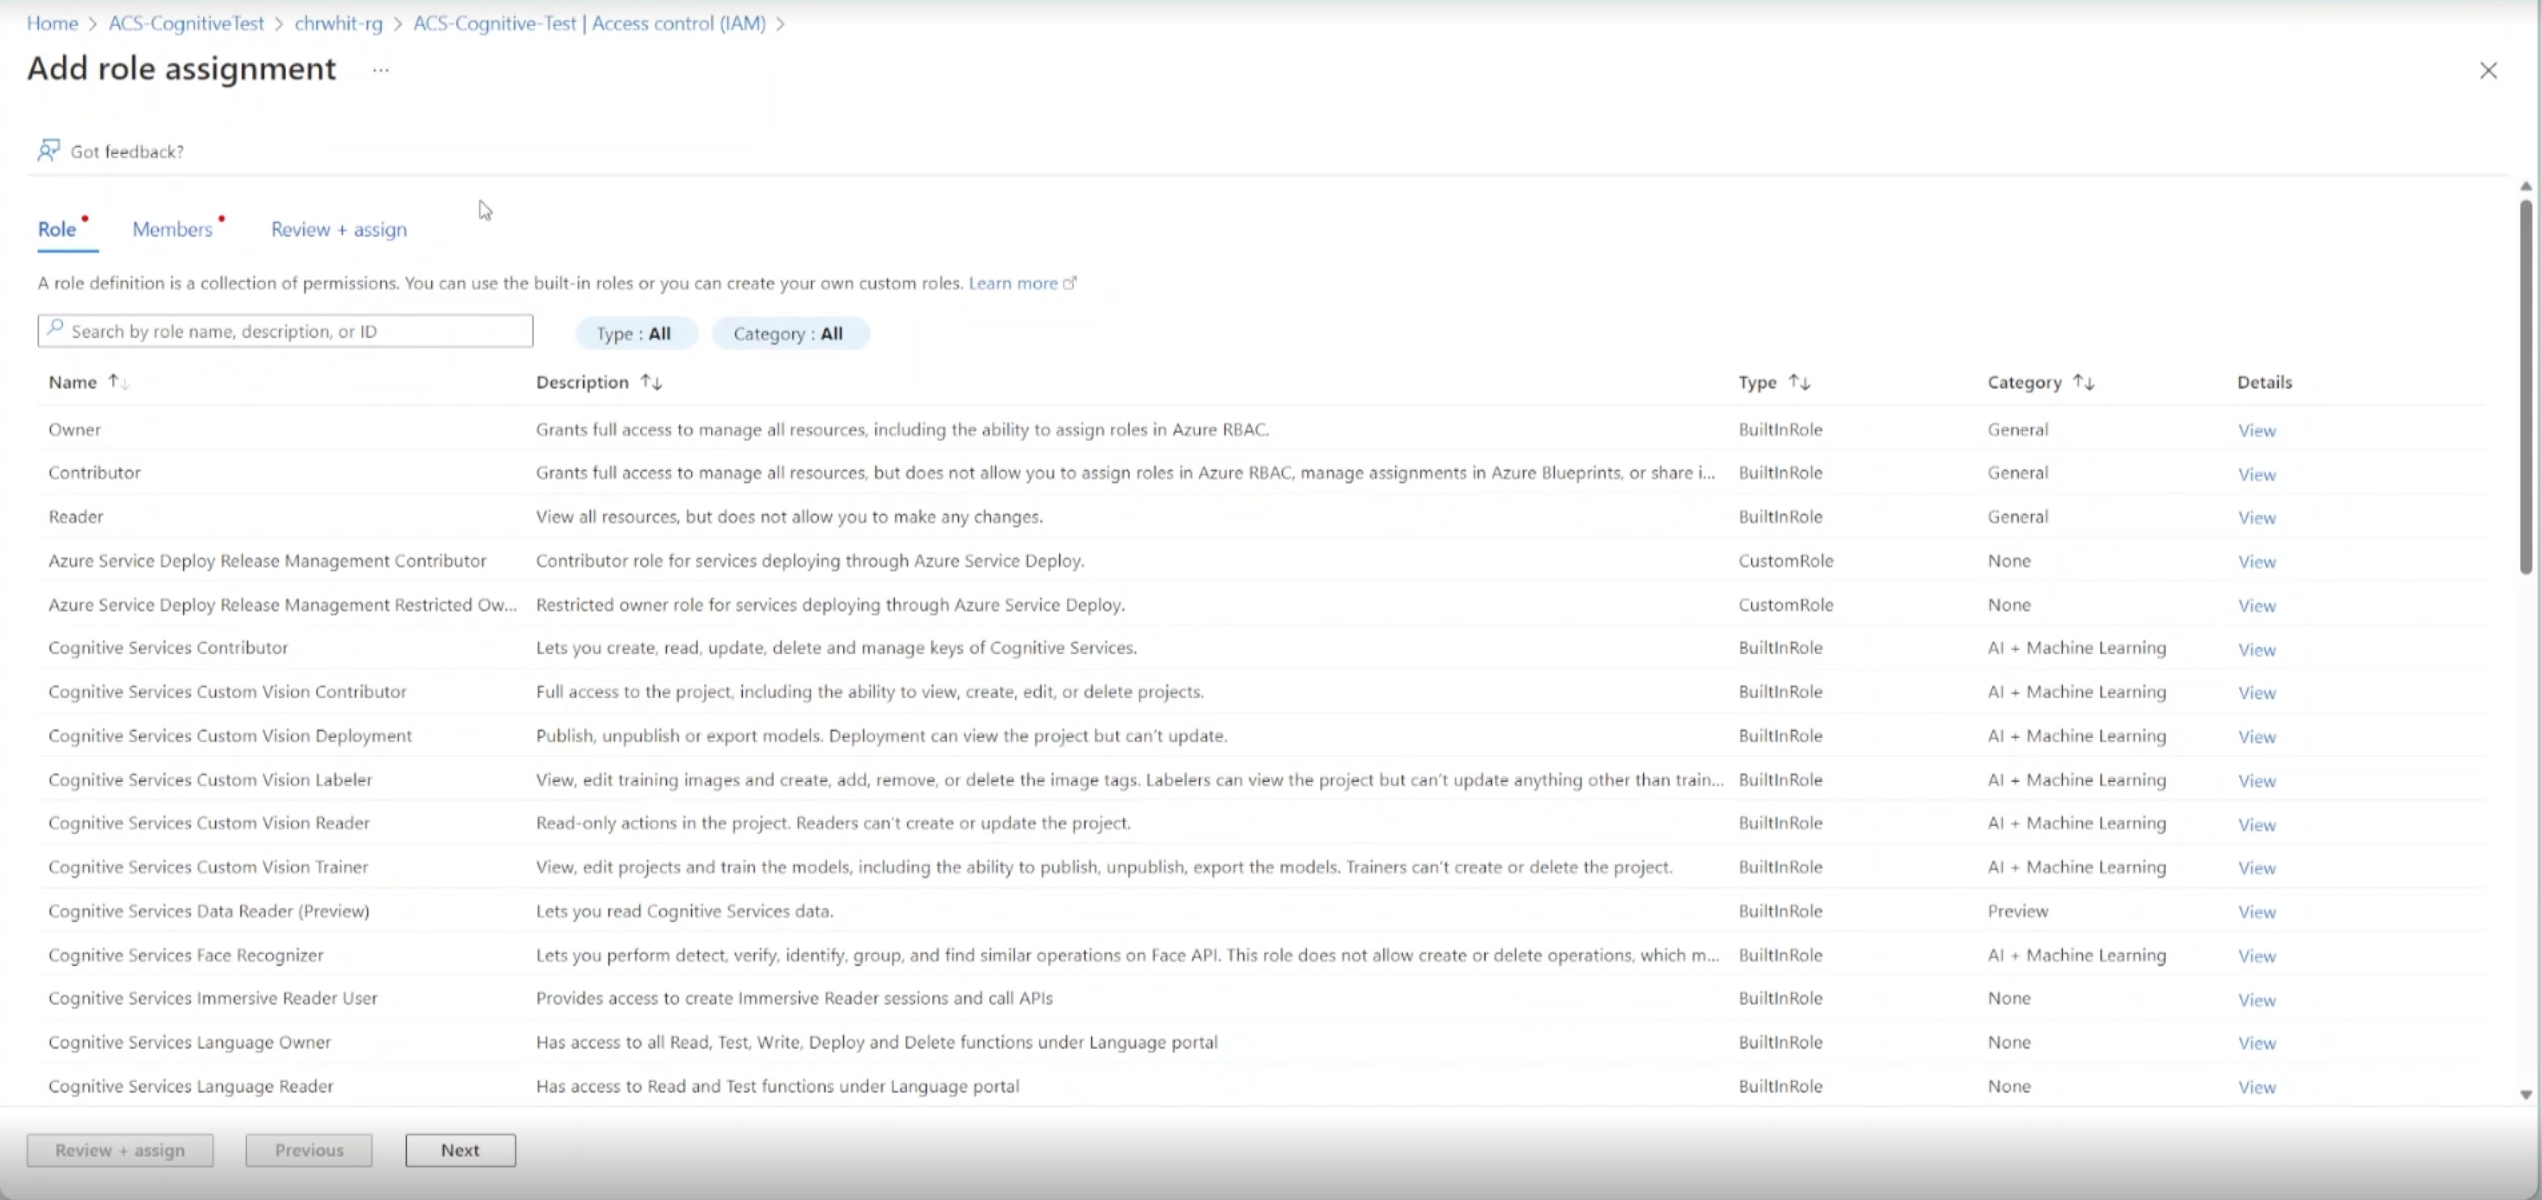 Home > ACS-CognitiveTest > chrwhit-rg > ACS-Cognitive-Test | Access control (IAM) >
Add role assignment ...
Got feedback?
Role Members Review + assign
A role definition is a collection of permissions. You can use the built-in roles or you can create your own custom roles. Learn more
Search by role name, description, or ID Type : All Category : All
Name ↑↓ Description ↑↓ Type ↑↓ Category ↑↓ Details
Owner Grants full access to manage all resources, including the ability to assign roles in Azure RBAC. BuiltInRole General View
Contributor Grants full access to manage all resources, but does not allow you to assign roles in Azure RBAC, manage assignments in Azure Blueprints, or share i... BuiltInRole General View
Reader View all resources, but does not allow you to make any changes. BuiltInRole General View
Azure Service Deploy Release Management Contributor Contributor role for services deploying through Azure Service Deploy. CustomRole None View
Azure Service Deploy Release Management Restricted Ow... Restricted owner role for services deploying through Azure Service Deploy. CustomRole None View
Cognitive Services Contributor Lets you create, read, update, delete and manage keys of Cognitive Services. BuiltInRole AI + Machine Learning View
Cognitive Services Custom Vision Contributor Full access to the project, including the ability to view, create, edit, or delete projects. BuiltInRole AI + Machine Learning View
Cognitive Services Custom Vision Deployment Publish, unpublish or export models. Deployment can view the project but can't update. BuiltInRole AI + Machine Learning View
Cognitive Services Custom Vision Labeler View, edit training images and create, add, remove, or delete the image tags. Labelers can view the project but can't update anything other than train... BuiltInRole AI + Machine Learning View
Cognitive Services Custom Vision Reader Read-only actions in the project. Readers can't create or update the project. BuiltInRole AI + Machine Learning View
Cognitive Services Custom Vision Trainer View, edit projects and train the models, including the ability to publish, unpublish, export the models. Trainers can't create or delete the project. BuiltInRole AI + Machine Learning View
Cognitive Services Data Reader (Preview) Lets you read Cognitive Services data. BuiltInRole Preview View
Cognitive Services Face Recognizer Lets you perform detect, verify, identify, group, and find similar operations on Face API. This role does not allow create or delete operations, which m... BuiltInRole AI + Machine Learning View
Cognitive Services Immersive Reader User Provides access to create Immersive Reader sessions and call APIs BuiltInRole None View
Cognitive Services Language Owner Has access to all Read, Test, Write, Deploy and Delete functions under Language portal BuiltInRole None View
Cognitive Services Language Reader Has access to Read and Test functions under Language portal BuiltInRole None View
Review + assign Previous Next